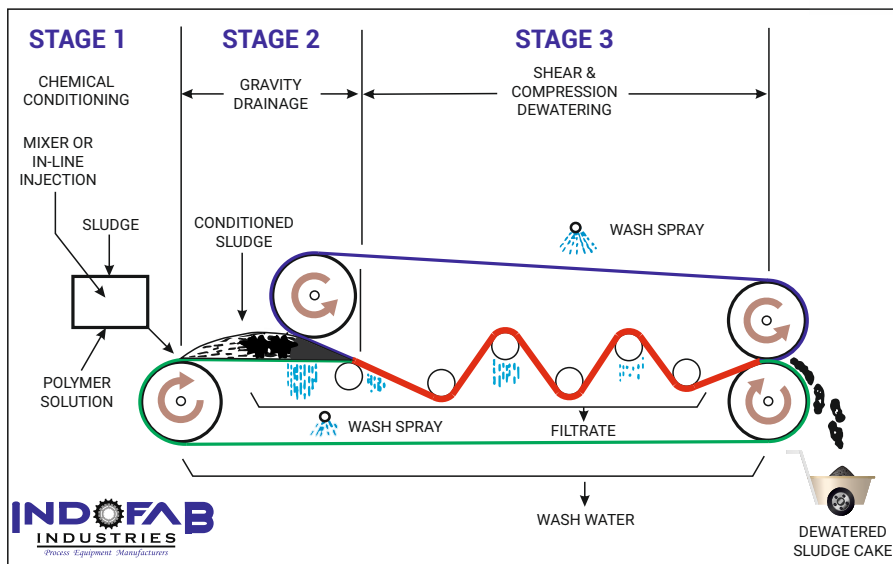 STAGE 1
STAGE 2
STAGE 3
CHEMICAL
CONDITIONING
GRAVITY
DRAINAGE
SHEAR &
COMPRESSION
DEWATERING
MIXER OR
IN-LINE
INJECTION
SLUDGE
CONDITIONED
SLUDGE
WASH SPRAY
POLYMER
SOLUTION
WASH SPRAY
FILTRATE
WASH WATER
DEWATERED
SLUDGE CAKE
INDOFAB
INDUSTRIES
Process Equipment Manufacturers